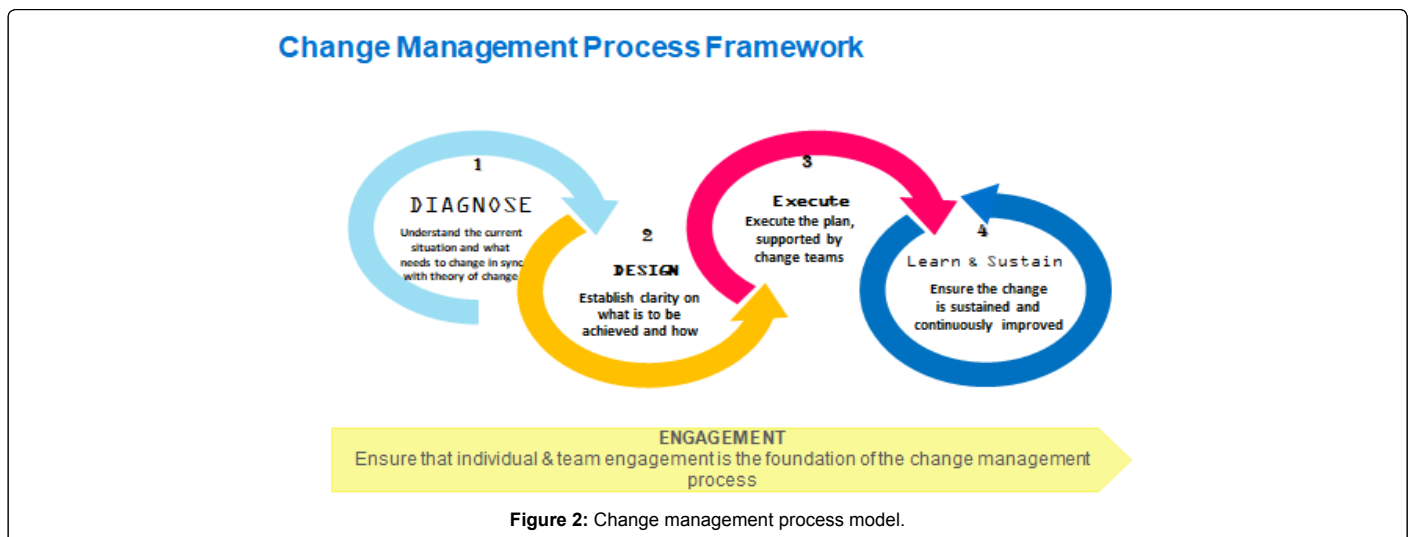 Change Management Process Framework
1
DIAGNOSE
Understand the current
situation and what
needs to change in sync
with theory of change
2
DESIGN
Establish clarity on
what is to be
achieved and how
3
Execute
Execute the plan,
supported by
change teams
4
Learn & Sustain
Ensure the change
is sustained and
continuously improved
ENGAGEMENT
Ensure that individual & team engagement is the foundation of the change management
process
Figure 2: Change management process model.